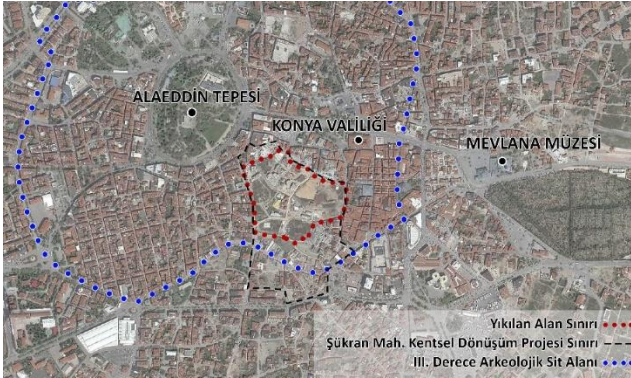 ALAEDDİN TEPESİ
KONYA VALİLİĞİ
MEVLANA MÜZESİ
Yıkılan Alan Sınırı
Şükran Mah. Kentsel Dönüşüm Projesi Sınırı
III. Derece Arkeolojik Sit Alanı